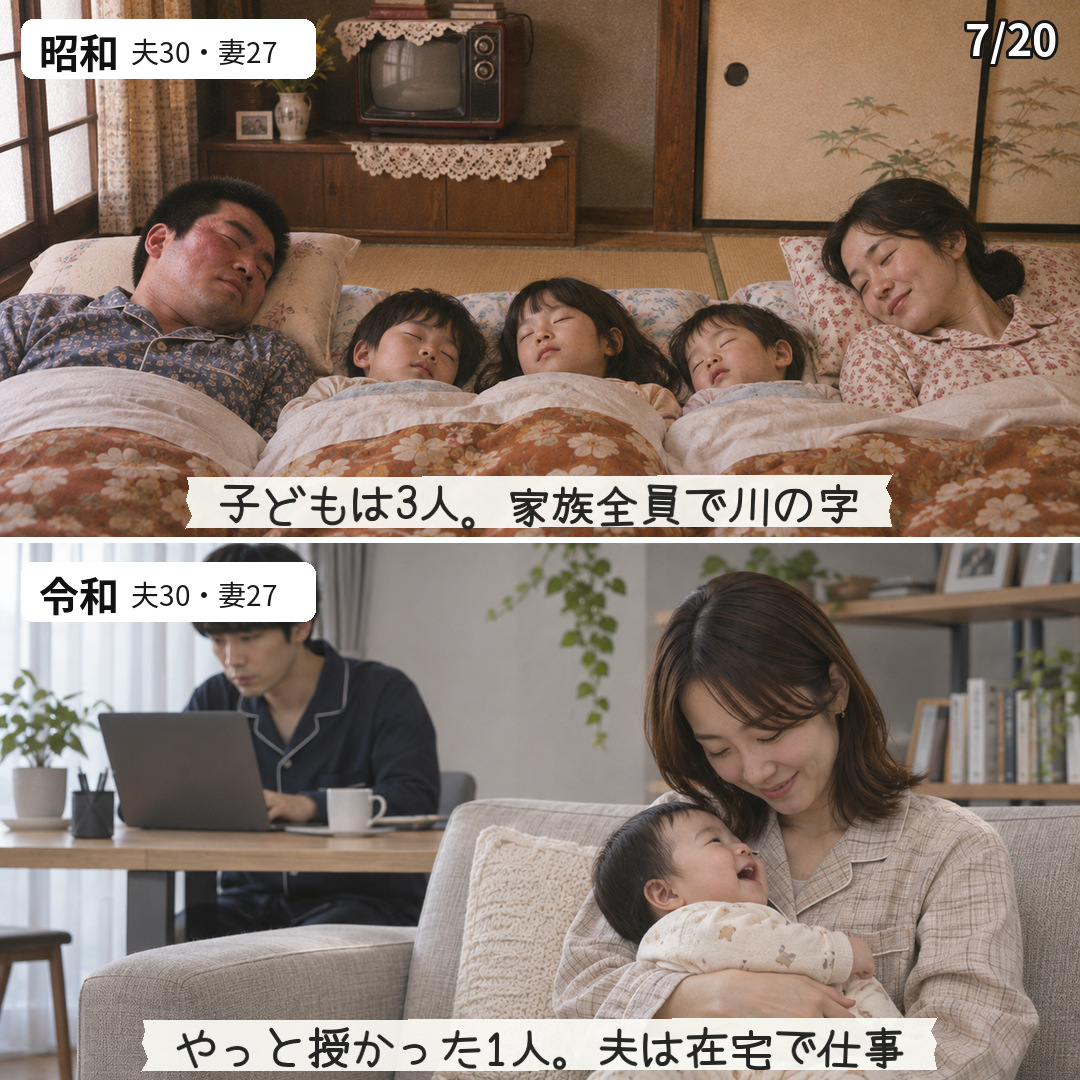 昭和 夫30・妻27
7/20
子どもは3人。家族全員で川の字
令和 夫30・妻27
やっと授かった1人。夫は在宅で仕事